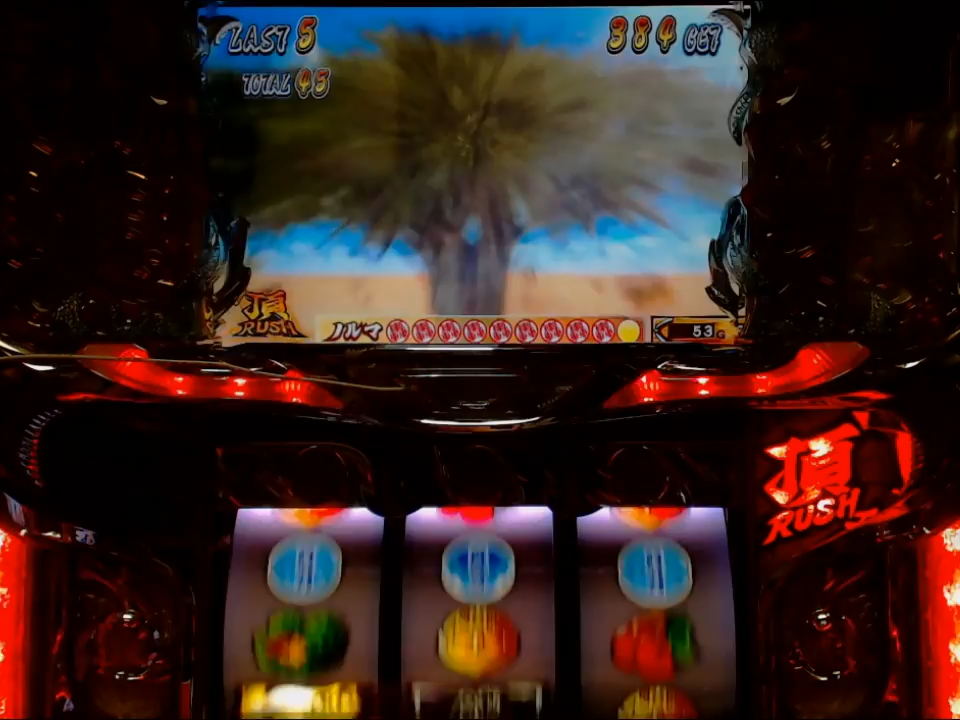 LAST 5
384 GET
TOTAL 45
頂
RUSH
ノルマ
53G
頂
RUSH